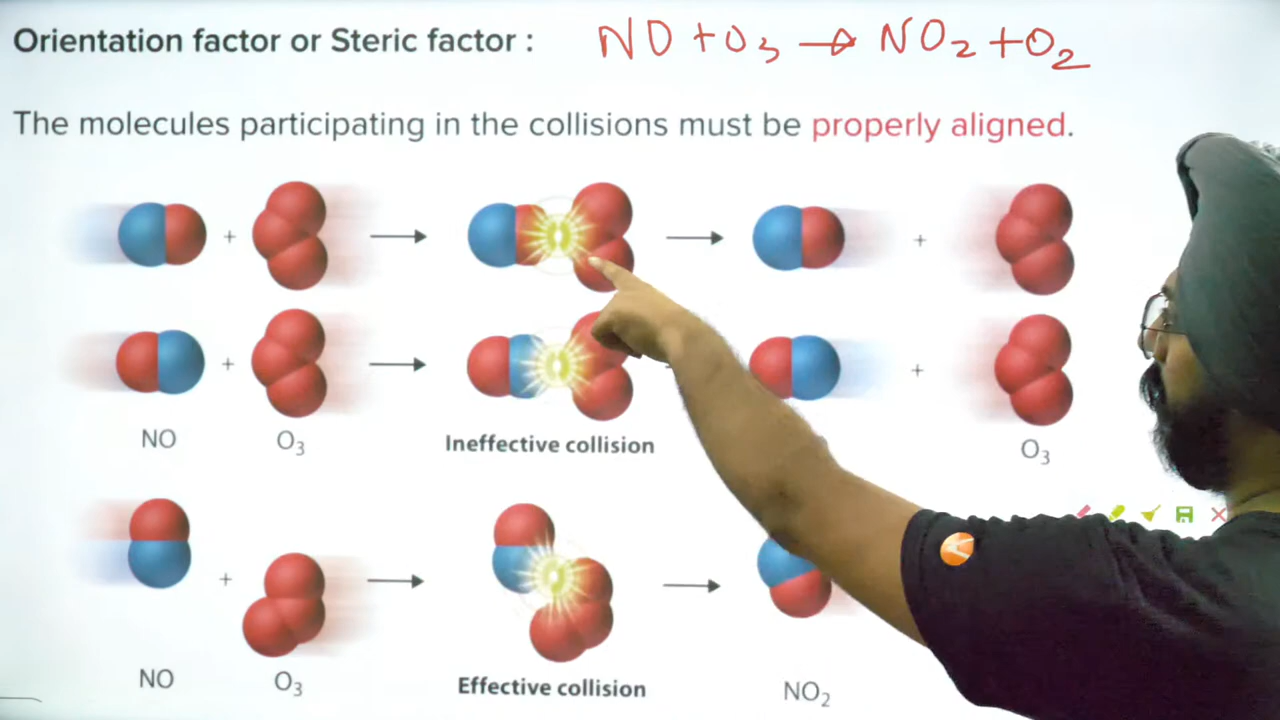 Orientation factor or Steric factor : NO + O3 → NO2 + O2
The molecules participating in the collisions must be properly aligned.
+ +
+ +
NO O3 Ineffective collision O3
+
NO O3 Effective collision NO2